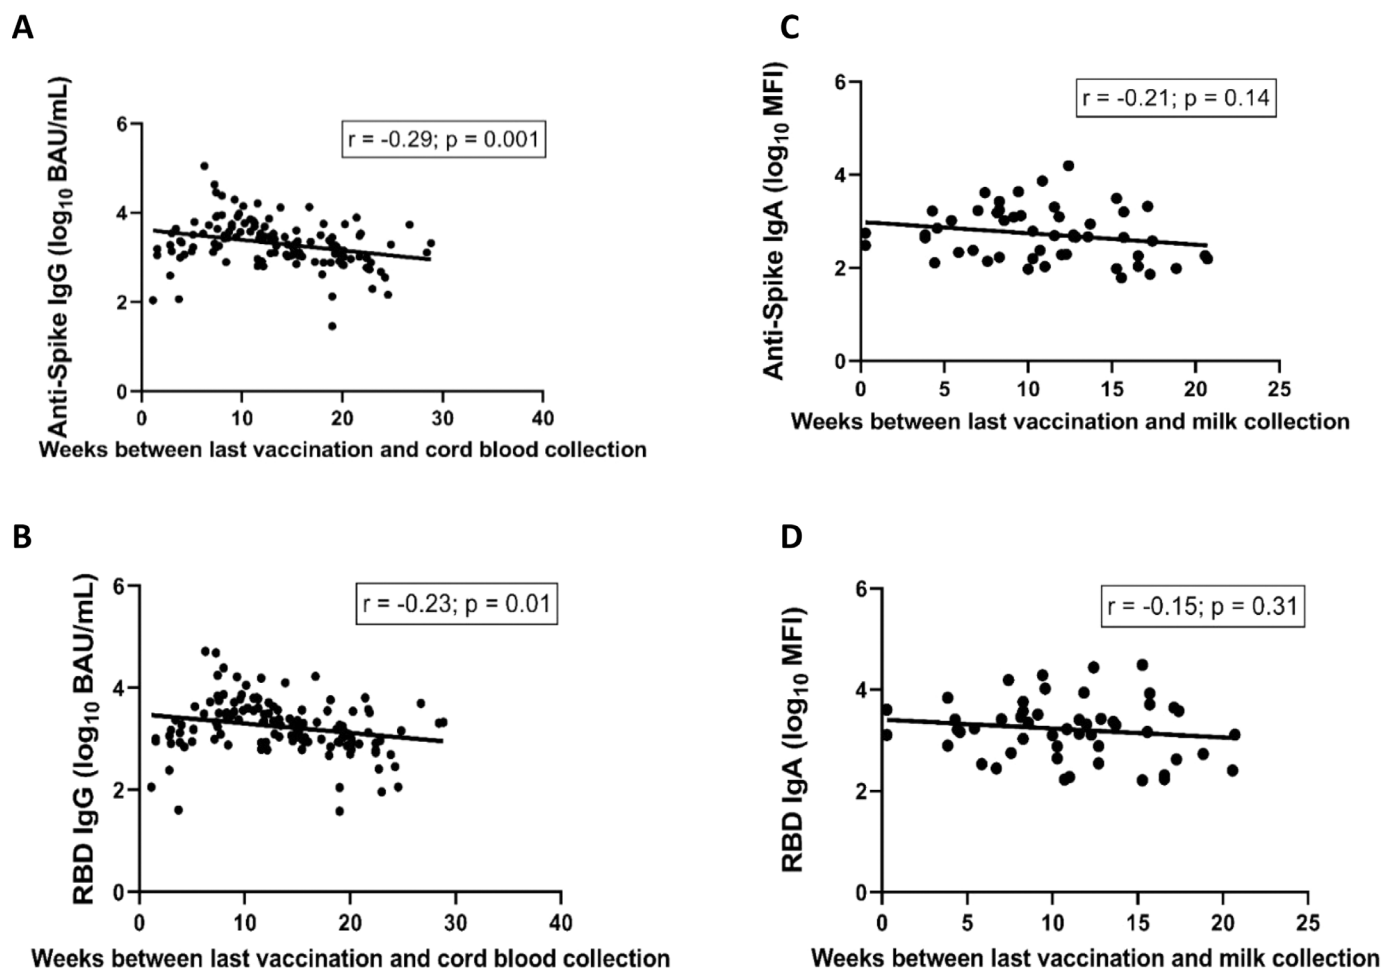 A
Anti-Spike IgG (log10 BAU/mL)
r = -0.29; p = 0.001
6
4
2
0
0 10 20 30 40
Weeks between last vaccination and cord blood collection
C
Anti-Spike IgA (log10 MFI)
r = -0.21; p = 0.14
6
4
2
0
0 5 10 15 20 25
Weeks between last vaccination and milk collection
B
RBD IgG (log10 BAU/mL)
r = -0.23; p = 0.01
6
4
2
0
0 10 20 30 40
Weeks between last vaccination and cord blood collection
D
RBD IgA (log10 MFI)
r = -0.15; p = 0.31
6
4
2
0
0 5 10 15 20 25
Weeks between last vaccination and milk collection